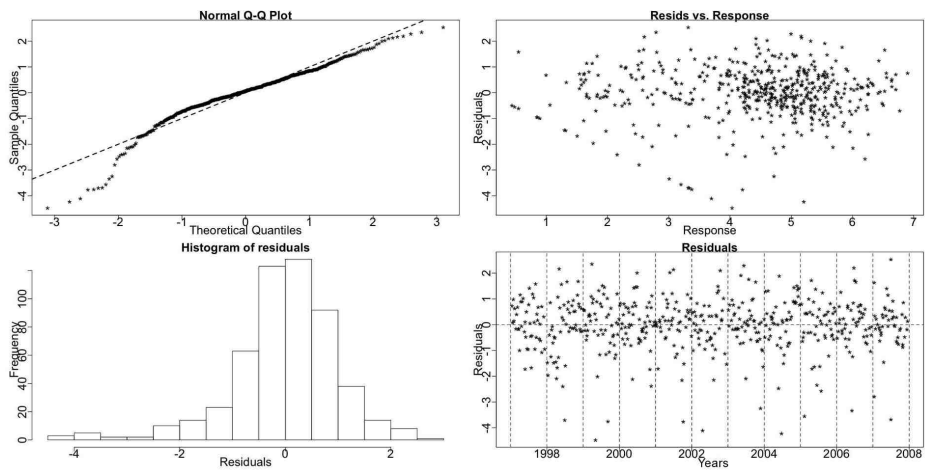 Normal Q-Q Plot
Sample Quantiles
2
1
0
-1
-2
-3
-4
-3 -2 -1 0 1 2 3
Theoretical Quantiles
Resids vs. Response
Residuals
2
1
0
-1
-2
-3
-4
1 2 3 4 5 6 7
Response
Histogram of residuals
Frequency
100
80
60
40
20
0
-4 -2 0 2
Residuals
Residuals
Residuals
2
1
0
-1
-2
-3
-4
1998 2000 2002 2004 2006 2008
Years